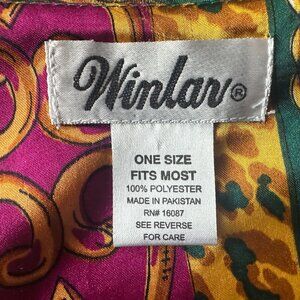 Winlar®
ONE SIZE
FITS MOST
100% POLYESTER
MADE IN PAKISTAN
RN# 16087
SEE REVERSE
FOR CARE